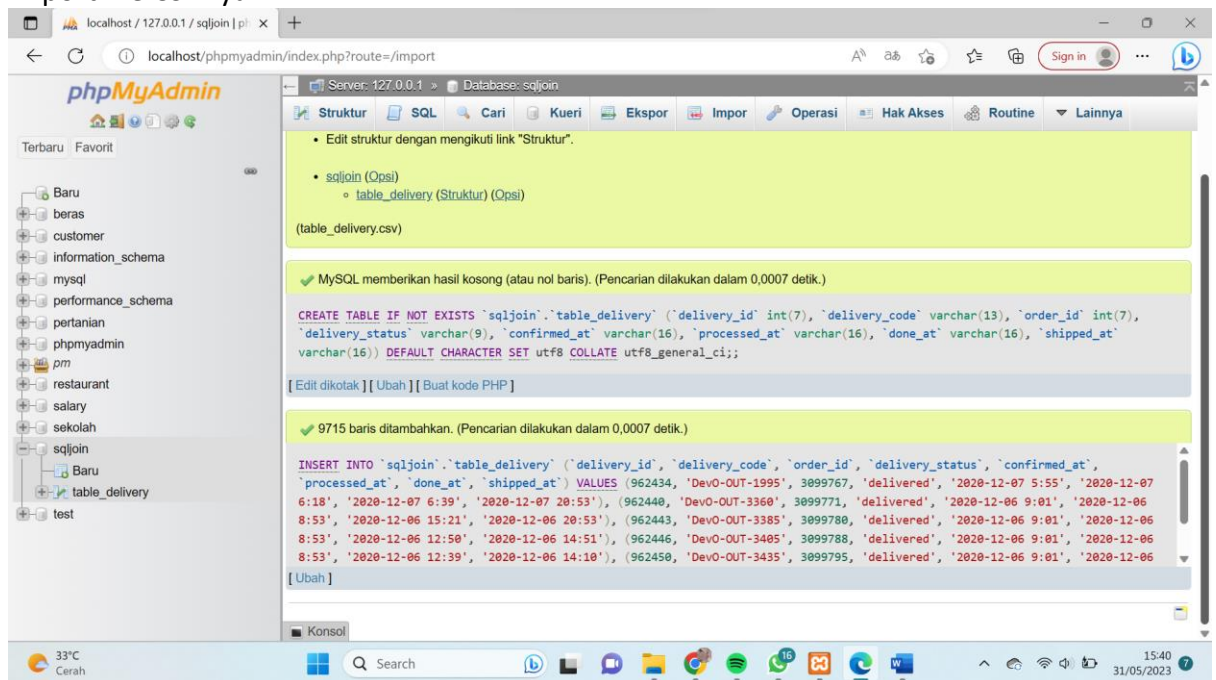 localhost / 127.0.0.1 / sqljoin | ph
localhost/phpmyadmin/index.php?route=/import
Sign in
phpMyAdmin
Terbaru Favorit
Baru
beras
customer
information_schema
mysql
performance_schema
pertanian
phpmyadmin
pm
restaurant
salary
sekolah
sqljoin
Baru
table_delivery
test
Server: 127.0.0.1 » Database: sqljoin
Struktur SQL Cari Kueri Ekspor Impor Operasi Hak Akses Routine Lainnya
• Edit struktur dengan mengikuti link "Struktur".
• sqljoin (Opsi)
table_delivery (Struktur) (Opsi)
(table_delivery.csv)
MySQL memberikan hasil kosong (atau nol baris). (Pencarian dilakukan dalam 0,0007 detik.)
CREATE TABLE IF NOT EXISTS `sqljoin`.`table_delivery` (`delivery_id` int(7), `delivery_code` varchar(13), `order_id` int(7),
`delivery_status` varchar(9), `confirmed_at` varchar(16), `processed_at` varchar(16), `done_at` varchar(16), `shipped_at`
varchar(16)) DEFAULT CHARACTER SET utf8 COLLATE utf8_general_ci;;
[ Edit dikotak ] [ Ubah ] [ Buat kode PHP ]
9715 baris ditambahkan. (Pencarian dilakukan dalam 0,0007 detik.)
INSERT INTO `sqljoin`.`table_delivery` (`delivery_id`, `delivery_code`, `order_id`, `delivery_status`, `confirmed_at`,
`processed_at`, `done_at`, `shipped_at`) VALUES (962434, 'DevO-OUT-1995', 3099767, 'delivered', '2020-12-07 5:55', '2020-12-07
6:18', '2020-12-07 6:39', '2020-12-07 20:53'), (962440, 'DevO-OUT-3360', 3099771, 'delivered', '2020-12-06 9:01', '2020-12-06
8:53', '2020-12-06 15:21', '2020-12-06 20:53'), (962443, 'DevO-OUT-3385', 3099780, 'delivered', '2020-12-06 9:01', '2020-12-06
8:53', '2020-12-06 12:50', '2020-12-06 14:51'), (962446, 'DevO-OUT-3405', 3099788, 'delivered', '2020-12-06 9:01', '2020-12-06
8:53', '2020-12-06 12:39', '2020-12-06 14:10'), (962450, 'DevO-OUT-3435', 3099795, 'delivered', '2020-12-06 9:01', '2020-12-06
[ Ubah ]
Konsol
33°C
Cerah
Search
16
15:40
31/05/2023
7